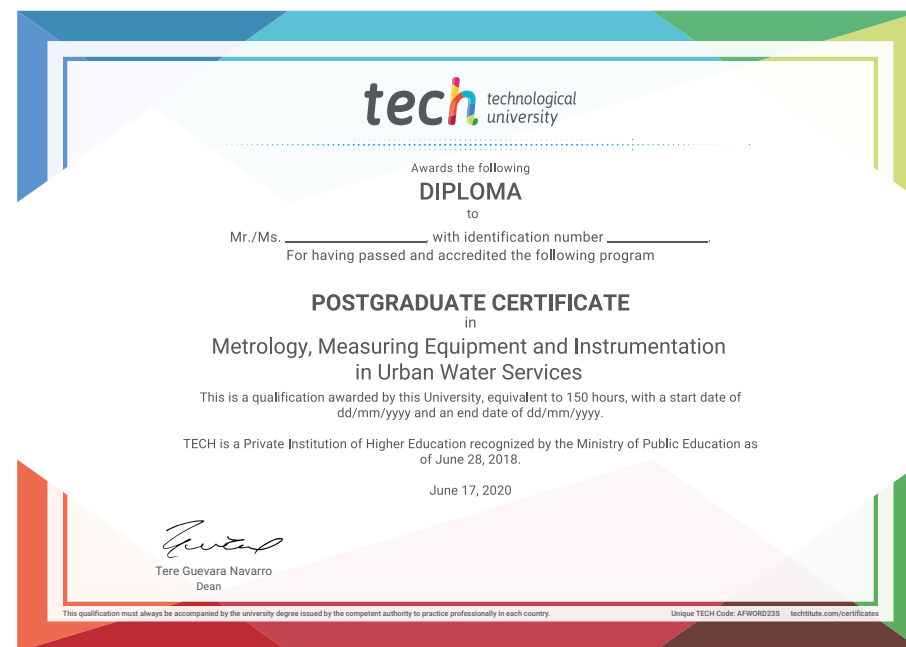 tech technological
university
Awards the following
DIPLOMA
to
Mr./Ms. ____________________, with identification number ______________.
For having passed and accredited the following program
POSTGRADUATE CERTIFICATE
in
Metrology, Measuring Equipment and Instrumentation
in Urban Water Services
This is a qualification awarded by this University, equivalent to 150 hours, with a start date of
dd/mm/yyyy and an end date of dd/mm/yyyy.
TECH is a Private Institution of Higher Education recognized by the Ministry of Public Education as
of June 28, 2018.
June 17, 2020
Tere Guevara Navarro
Dean
This qualification must always be accompanied by the university degree issued by the competent authority to practice professionally in each country. Unique TECH Code: AFWORD23S techtitute.com/certificates